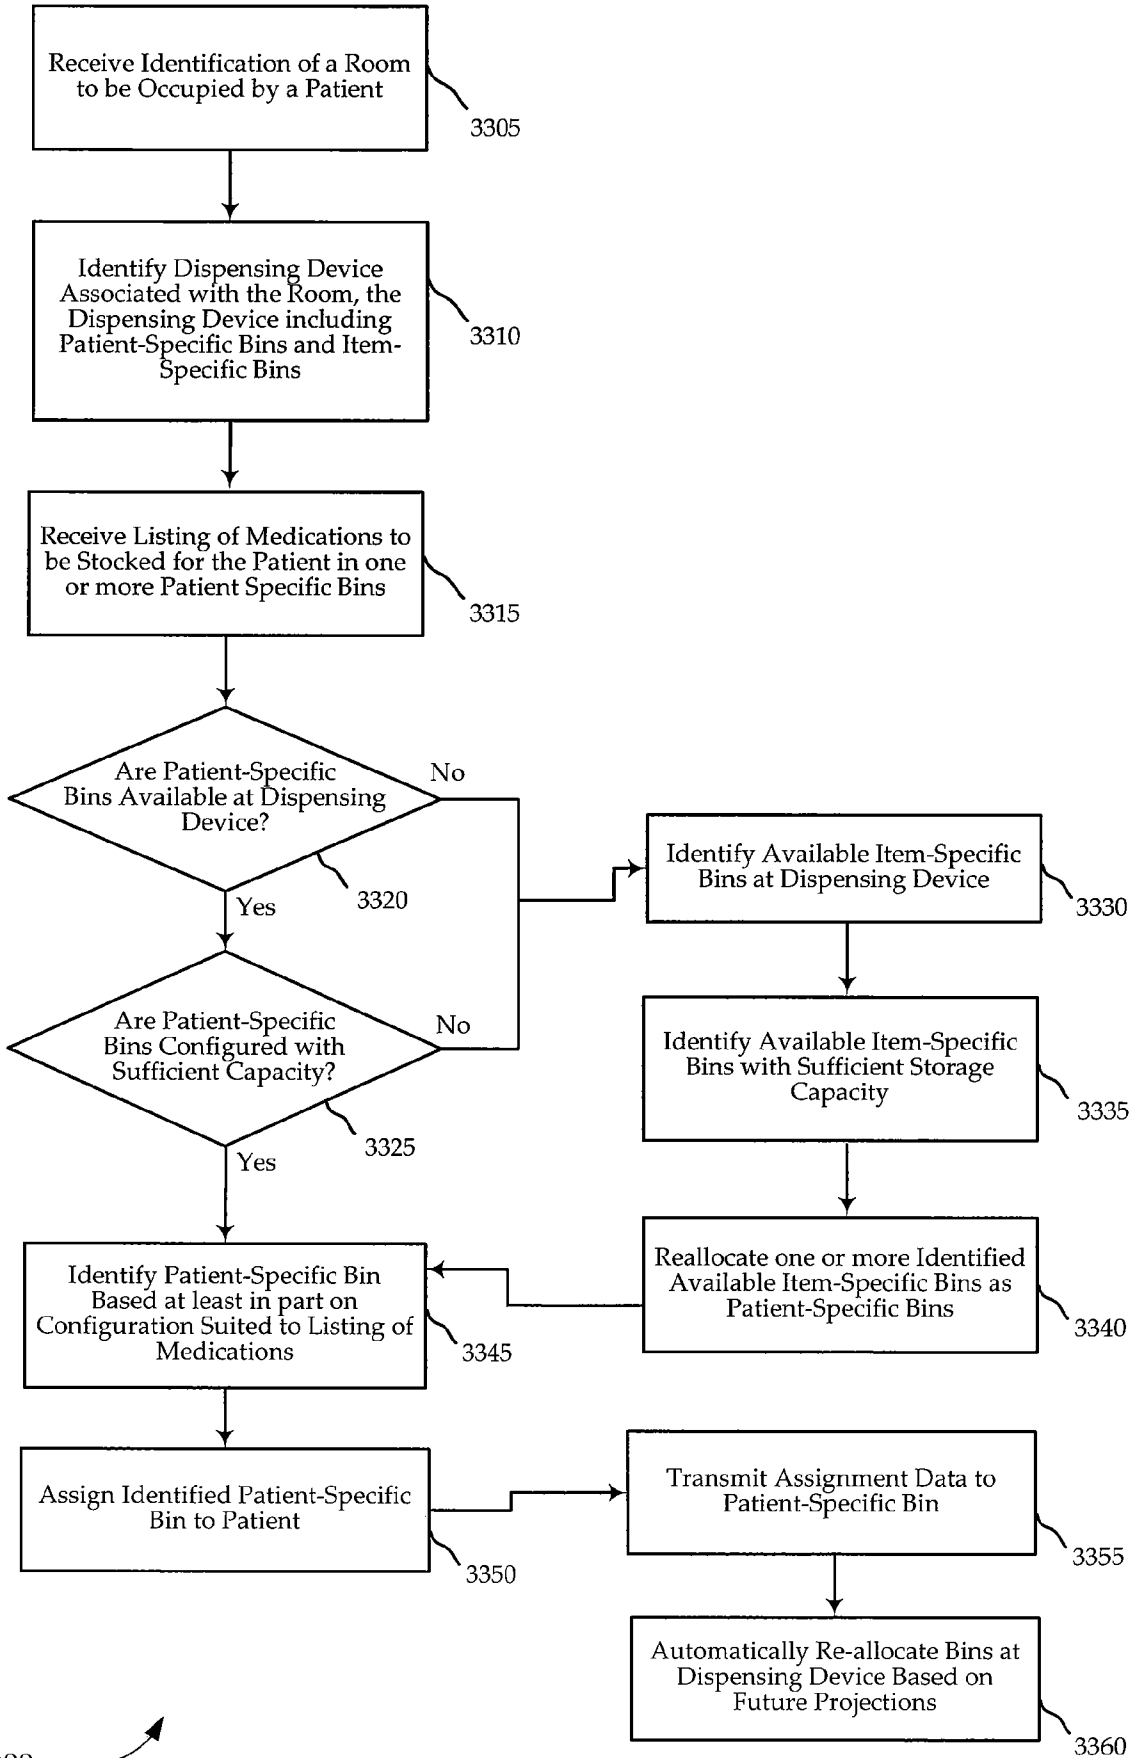 Receive Identification of a Room
to be Occupied by a Patient
3305
Identify Dispensing Device
Associated with the Room, the
Dispensing Device including
Patient-Specific Bins and Item-
Specific Bins
3310
Receive Listing of Medications to
be Stocked for the Patient in one
or more Patient Specific Bins
3315
Are Patient-Specific
Bins Available at Dispensing
Device?
No
3320
Yes
Identify Available Item-Specific
Bins at Dispensing Device
3330
Are Patient-Specific
Bins Configured with
Sufficient Capacity?
No
3325
Yes
Identify Available Item-Specific
Bins with Sufficient Storage
Capacity
3335
Reallocate one or more Identified
Available Item-Specific Bins as
Patient-Specific Bins
3340
Identify Patient-Specific Bin
Based at least in part on
Configuration Suited to Listing of
Medications
3345
Assign Identified Patient-Specific
Bin to Patient
3350
Transmit Assignment Data to
Patient-Specific Bin
3355
Automatically Re-allocate Bins at
Dispensing Device Based on
Future Projections
3360